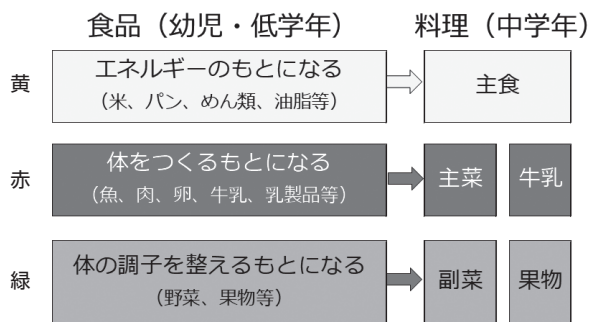 食品（幼児・低学年）　料理（中学年）
黄
エネルギーのもとになる
（米、パン、めん類、油脂等）
主食
赤
体をつくるもとになる
（魚、肉、卵、牛乳、乳製品等）
主菜　牛乳
緑
体の調子を整えるもとになる
（野菜、果物等）
副菜　果物